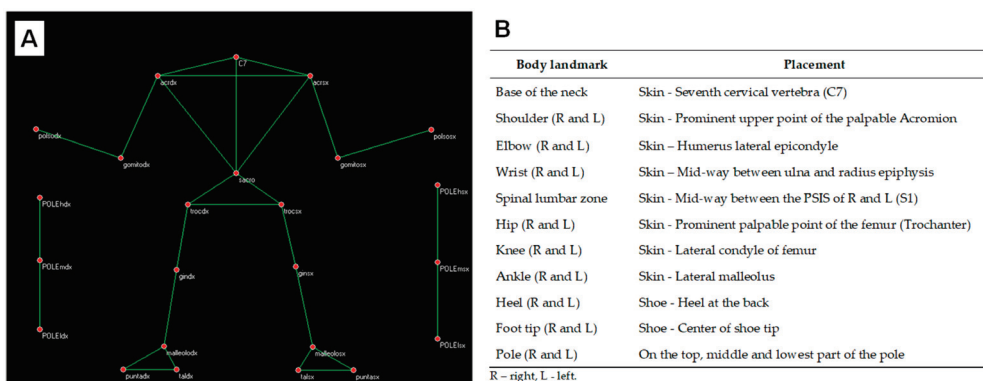 A
C7
acrdx
acrsx
polsodx
polsosx
gomitodx
gomitosx
sacro
POLEhdx
POLEhsx
trocdx
trocsx
POLEmdx
POLEmsx
gindx
ginsx
POLEldx
POLElsx
malleolodx
malleolosx
puntadx
taldx
talsx
puntasx
B
Body landmark Placement
Base of the neck Skin - Seventh cervical vertebra (C7)
Shoulder (R and L) Skin - Prominent upper point of the palpable Acromion
Elbow (R and L) Skin – Humerus lateral epicondyle
Wrist (R and L) Skin – Mid-way between ulna and radius epiphysis
Spinal lumbar zone Skin - Mid-way between the PSIS of R and L (S1)
Hip (R and L) Skin - Prominent palpable point of the femur (Trochanter)
Knee (R and L) Skin - Lateral condyle of femur
Ankle (R and L) Skin - Lateral malleolus
Heel (R and L) Shoe - Heel at the back
Foot tip (R and L) Shoe - Center of shoe tip
Pole (R and L) On the top, middle and lowest part of the pole
R – right, L - left.